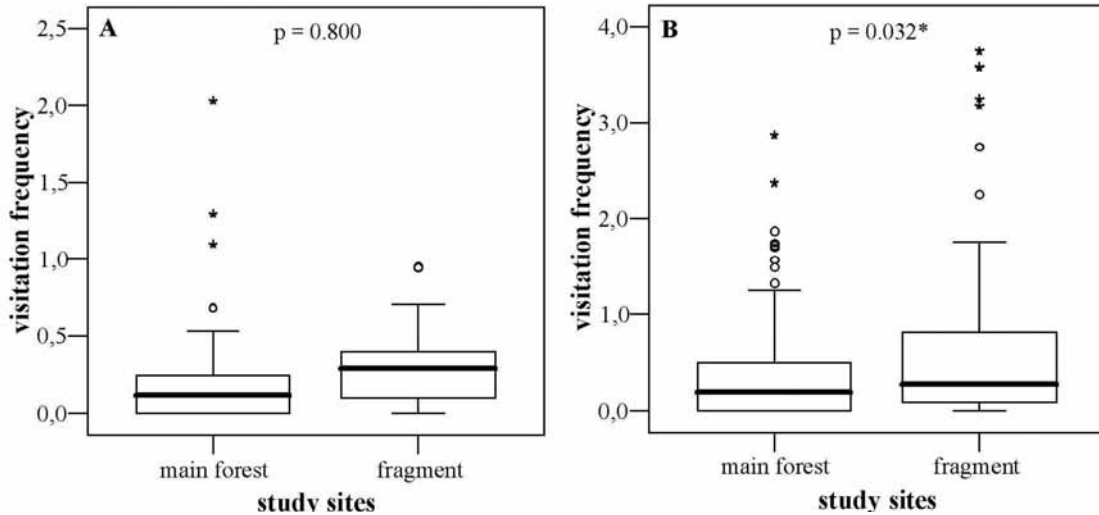 A
p = 0.800
visitation frequency
2,5
2,0
1,5
1,0
0,5
0,0
main forest
fragment
study sites
B
p = 0.032*
visitation frequency
4,0
3,0
2,0
1,0
0,0
main forest
fragment
study sites